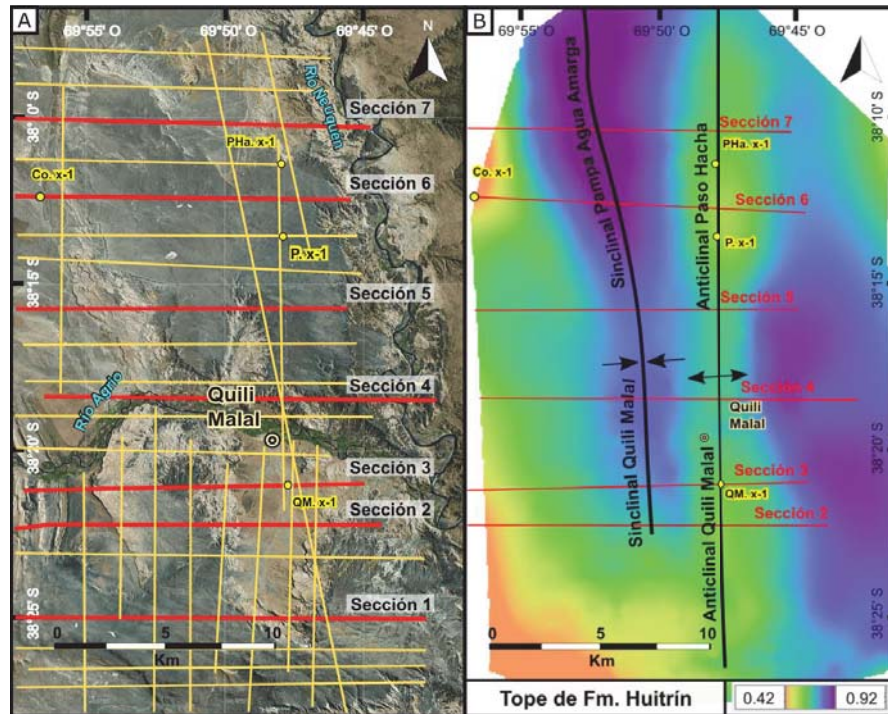 A
69°55' O
69°50' O
69°45' O
N
Río Neuquén
Sección 7
38°10' S
PHa. x-1
Co. x-1
Sección 6
P. x-1
38°15' S
Sección 5
Sección 4
Río Agrio
Quili
Malal
38°20' S
Sección 3
QM. x-1
Sección 2
38°25' S
Sección 1
0 5 10
Km
B
69°55' O
69°50' O
69°45' O
N
Sinclinal Pampa Agua Amarga
Anticlinal Paso Hacha
Sección 7
38°10' S
PHa. x-1
Co. x-1
Sección 6
P. x-1
38°15' S
Sección 5
Sección 4
Quili
Malal
Sinclinal Quili Malal
Anticlinal Quili Malal
38°20' S
Sección 3
QM. x-1
Sección 2
38°25' S
0 5 10
Km
Tope de Fm. Huitrín
0.42 0.92